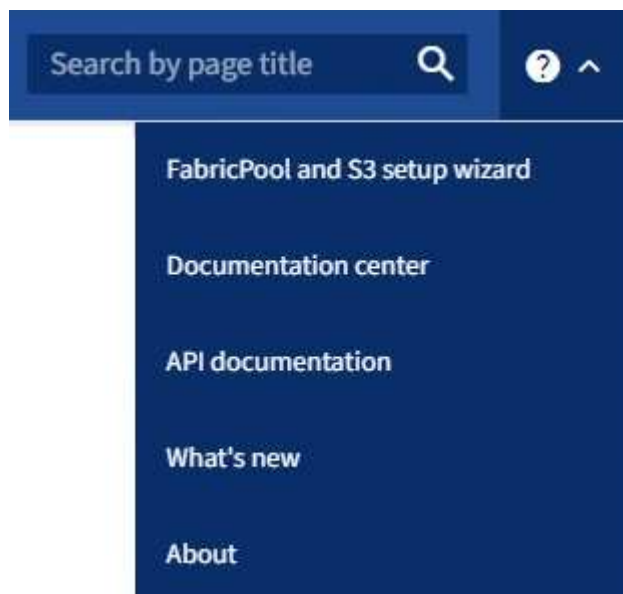 Search by page title
FabricPool and S3 setup wizard
Documentation center
API documentation
What's new
About